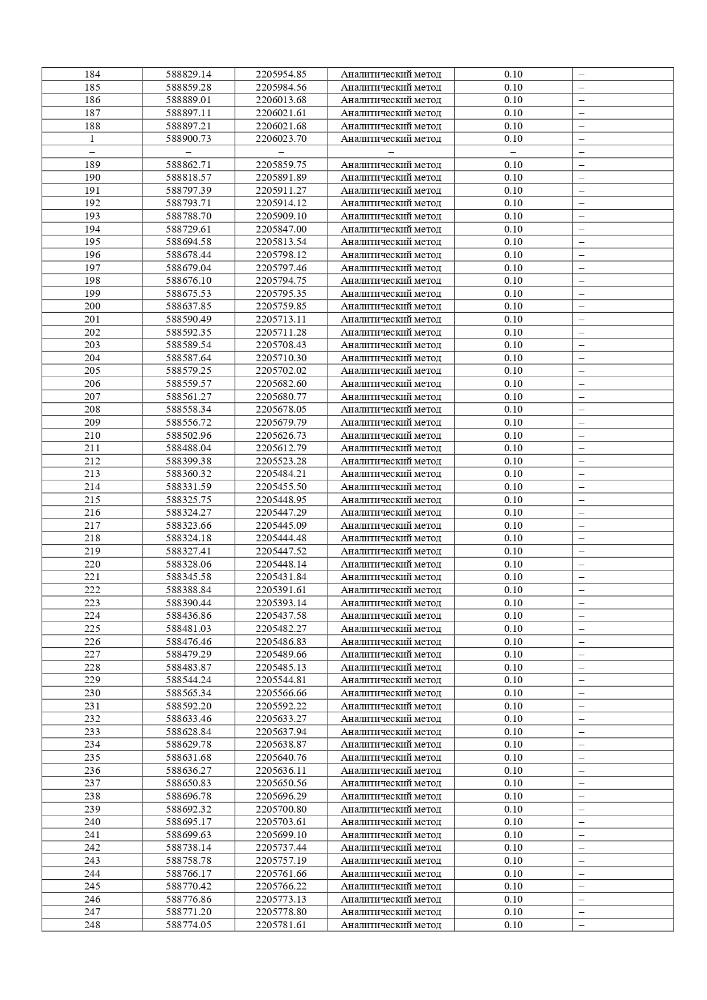 184 588829.14 2205954.85 Аналитический метод 0.10 –
185 588859.28 2205984.56 Аналитический метод 0.10 –
186 588889.01 2206013.68 Аналитический метод 0.10 –
187 588897.11 2206021.61 Аналитический метод 0.10 –
188 588897.21 2206021.68 Аналитический метод 0.10 –
1 588900.73 2206023.70 Аналитический метод 0.10 –
– – – – – –
189 588862.71 2205859.75 Аналитический метод 0.10 –
190 588818.57 2205891.89 Аналитический метод 0.10 –
191 588797.39 2205911.27 Аналитический метод 0.10 –
192 588793.71 2205914.12 Аналитический метод 0.10 –
193 588788.70 2205909.10 Аналитический метод 0.10 –
194 588729.61 2205847.00 Аналитический метод 0.10 –
195 588694.58 2205813.54 Аналитический метод 0.10 –
196 588678.44 2205798.12 Аналитический метод 0.10 –
197 588679.04 2205797.46 Аналитический метод 0.10 –
198 588676.10 2205794.75 Аналитический метод 0.10 –
199 588675.53 2205795.35 Аналитический метод 0.10 –
200 588637.85 2205759.85 Аналитический метод 0.10 –
201 588590.49 2205713.11 Аналитический метод 0.10 –
202 588592.35 2205711.28 Аналитический метод 0.10 –
203 588589.54 2205708.43 Аналитический метод 0.10 –
204 588587.64 2205710.30 Аналитический метод 0.10 –
205 588579.25 2205702.02 Аналитический метод 0.10 –
206 588559.57 2205682.60 Аналитический метод 0.10 –
207 588561.27 2205680.77 Аналитический метод 0.10 –
208 588558.34 2205678.05 Аналитический метод 0.10 –
209 588556.72 2205679.79 Аналитический метод 0.10 –
210 588502.96 2205626.73 Аналитический метод 0.10 –
211 588488.04 2205612.79 Аналитический метод 0.10 –
212 588399.38 2205523.28 Аналитический метод 0.10 –
213 588360.32 2205484.21 Аналитический метод 0.10 –
214 588331.59 2205455.50 Аналитический метод 0.10 –
215 588325.75 2205448.95 Аналитический метод 0.10 –
216 588324.27 2205447.29 Аналитический метод 0.10 –
217 588323.66 2205445.09 Аналитический метод 0.10 –
218 588324.18 2205444.48 Аналитический метод 0.10 –
219 588327.41 2205447.52 Аналитический метод 0.10 –
220 588328.06 2205448.14 Аналитический метод 0.10 –
221 588345.58 2205431.84 Аналитический метод 0.10 –
222 588388.84 2205391.61 Аналитический метод 0.10 –
223 588390.44 2205393.14 Аналитический метод 0.10 –
224 588436.86 2205437.58 Аналитический метод 0.10 –
225 588481.03 2205482.27 Аналитический метод 0.10 –
226 588476.46 2205486.83 Аналитический метод 0.10 –
227 588479.29 2205489.66 Аналитический метод 0.10 –
228 588483.87 2205485.13 Аналитический метод 0.10 –
229 588544.24 2205544.81 Аналитический метод 0.10 –
230 588565.34 2205566.66 Аналитический метод 0.10 –
231 588592.20 2205592.22 Аналитический метод 0.10 –
232 588633.46 2205633.27 Аналитический метод 0.10 –
233 588628.84 2205637.94 Аналитический метод 0.10 –
234 588629.78 2205638.87 Аналитический метод 0.10 –
235 588631.68 2205640.76 Аналитический метод 0.10 –
236 588636.27 2205636.11 Аналитический метод 0.10 –
237 588650.83 2205650.56 Аналитический метод 0.10 –
238 588696.78 2205696.29 Аналитический метод 0.10 –
239 588692.32 2205700.80 Аналитический метод 0.10 –
240 588695.17 2205703.61 Аналитический метод 0.10 –
241 588699.63 2205699.10 Аналитический метод 0.10 –
242 588738.14 2205737.44 Аналитический метод 0.10 –
243 588758.78 2205757.19 Аналитический метод 0.10 –
244 588766.17 2205761.66 Аналитический метод 0.10 –
245 588770.42 2205766.22 Аналитический метод 0.10 –
246 588776.86 2205773.13 Аналитический метод 0.10 –
247 588771.20 2205778.80 Аналитический метод 0.10 –
248 588774.05 2205781.61 Аналитический метод 0.10 –